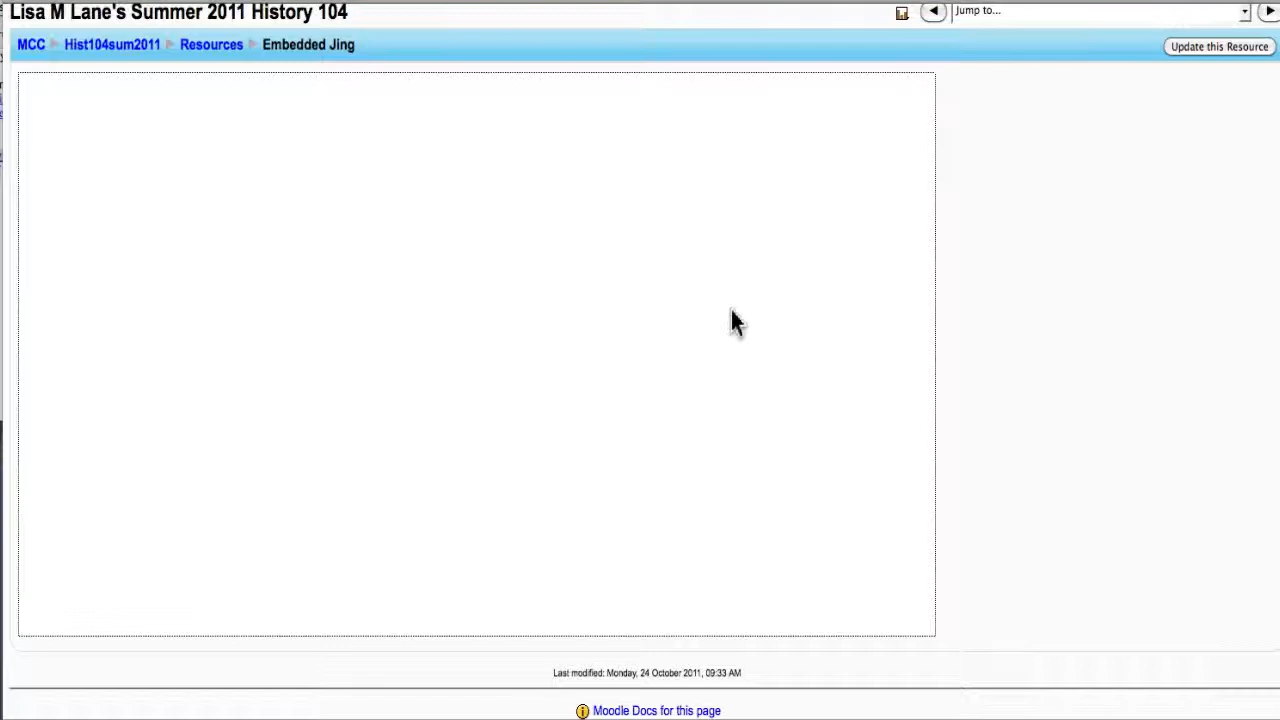 Lisa M Lane's Summer 2011 History 104
Jump to...
MCC Hist104sum2011 Resources Embedded Jing
Update this Resource
Last modified: Monday, 24 October 2011, 09:33 AM
Moodle Docs for this page